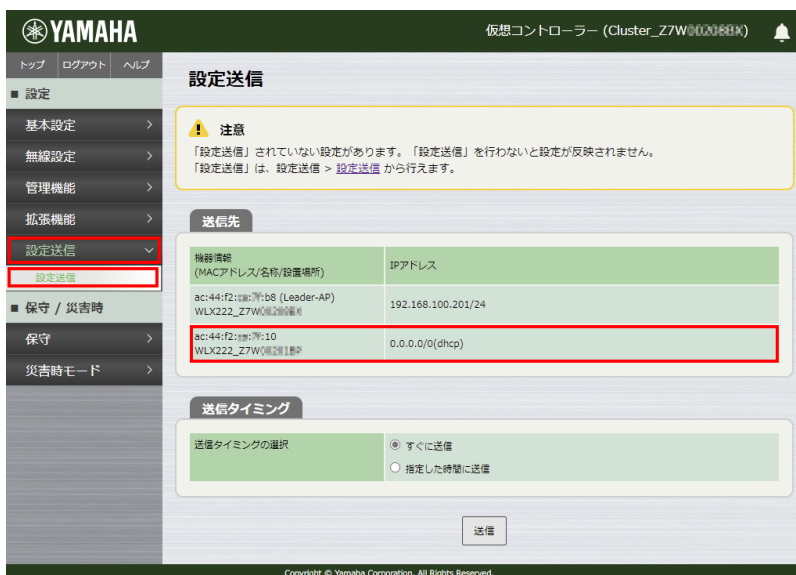 YAMAHA
仮想コントローラー (Cluster_Z7W
トップ ログアウト ヘルプ
■ 設定
基本設定 >
無線設定 >
管理機能 >
拡張機能 >
設定送信
設定送信
■ 保守 / 災害時
保守 >
災害時モード >
設定送信
注意
「設定送信」されていない設定があります。「設定送信」を行わないと設定が反映されません。
「設定送信」は、設定送信 > 設定送信 から行えます。
送信先
機器情報
(MACアドレス/名称/設置場所)
IPアドレス
ac:44:f2: :b8 (Leader-AP)
WLX222_Z7W
192.168.100.201/24
ac:44:f2: :10
WLX222_Z7W
0.0.0.0/0(dhcp)
送信タイミング
送信タイミングの選択
すぐに送信
指定した時間に送信
送信
Copyright © Yamaha Corporation. All Rights Reserved.